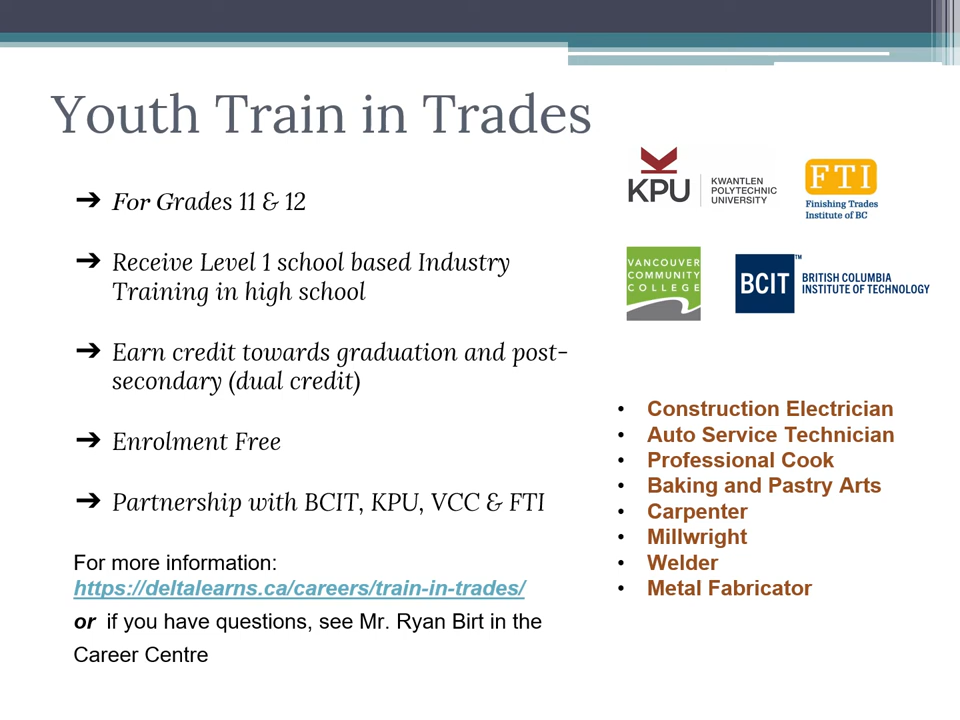 Youth Train in Trades
➔ For Grades 11 & 12
➔ Receive Level 1 school based Industry
Training in high school
➔ Earn credit towards graduation and post-
secondary (dual credit)
➔ Enrolment Free
➔ Partnership with BCIT, KPU, VCC & FTI
For more information:
https://deltalearns.ca/careers/train-in-trades/
or if you have questions, see Mr. Ryan Birt in the
Career Centre
KPU
KWANTLEN
POLYTECHNIC
UNIVERSITY
FTI
Finishing Trades
Institute of BC
VANCOUVER
COMMUNITY
COLLEGE
BCIT™
BRITISH COLUMBIA
INSTITUTE OF TECHNOLOGY
• Construction Electrician
• Auto Service Technician
• Professional Cook
• Baking and Pastry Arts
• Carpenter
• Millwright
• Welder
• Metal Fabricator